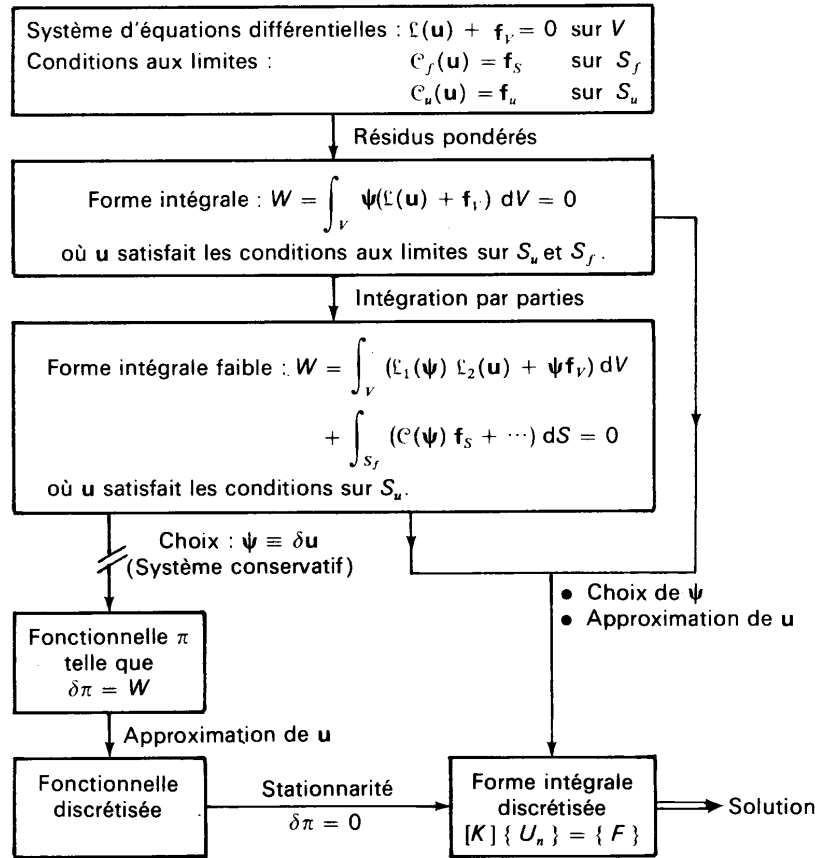 Système d'équations différentielles : ℒ(u) + f_V = 0 sur V
Conditions aux limites : 𝒞_f(u) = f_S sur S_f
𝒞_u(u) = f_u sur S_u
Résidus pondérés
Forme intégrale : W = ∫_V ψ(ℒ(u) + f_V) dV = 0
où u satisfait les conditions aux limites sur S_u et S_f.
Intégration par parties
Forme intégrale faible : W = ∫_V (ℒ₁(ψ) ℒ₂(u) + ψf_V) dV
+ ∫_{S_f} (𝒞(ψ) f_S + ···) dS = 0
où u satisfait les conditions sur S_u.
Choix : ψ ≡ δu
(Système conservatif)
• Choix de ψ
• Approximation de u
Fonctionnelle π
telle que
δπ = W
Approximation de u
Fonctionnelle
discrétisée
Stationnarité
δπ = 0
Forme intégrale
discrétisée
[K] { U_n } = { F }
Solution